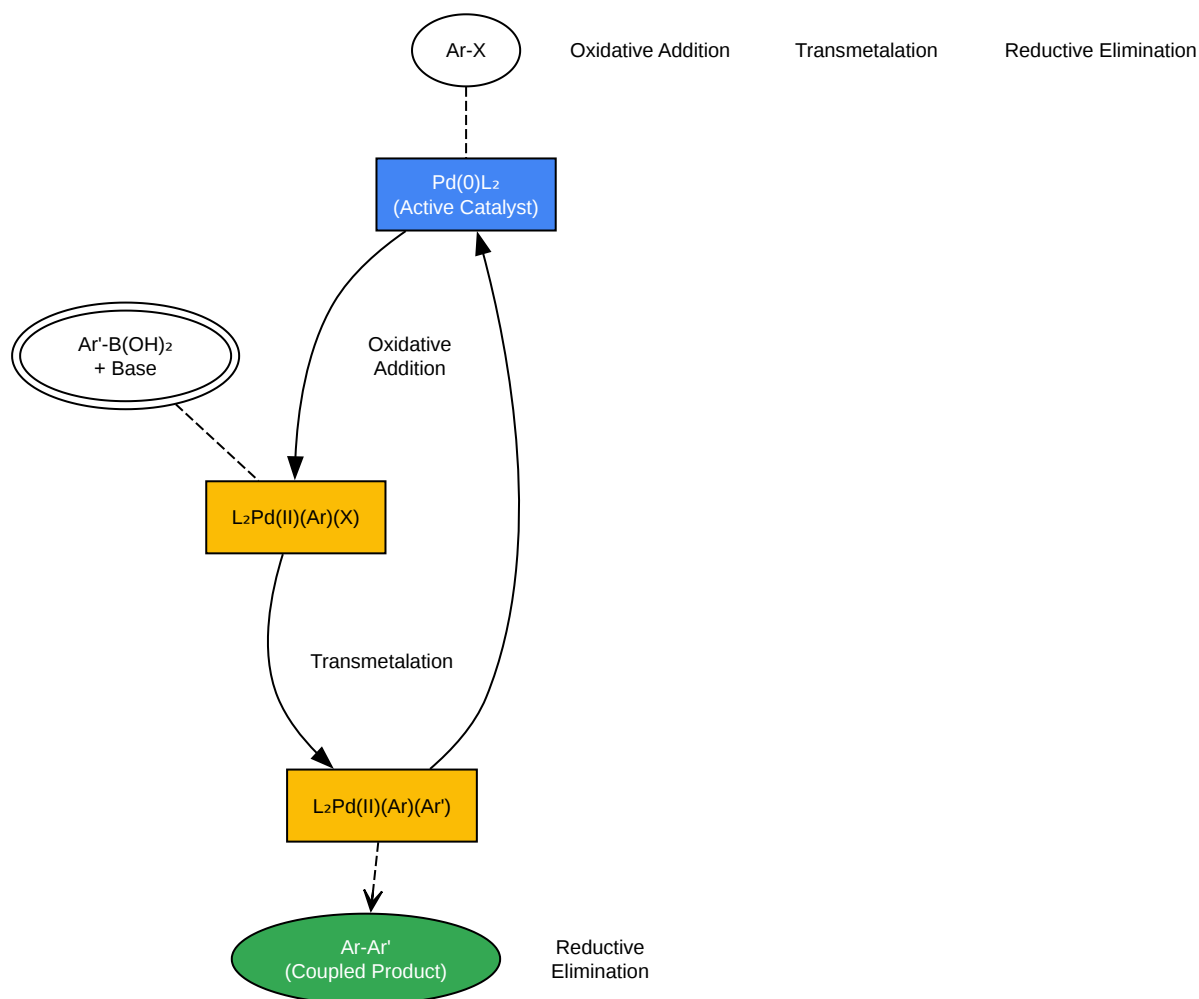 Ar-X
Oxidative Addition
Transmetalation
Reductive Elimination
Pd(0)L₂
(Active Catalyst)
Oxidative
Addition
Ar'-B(OH)₂
+ Base
L₂Pd(II)(Ar)(X)
Transmetalation
L₂Pd(II)(Ar)(Ar')
Ar-Ar'
(Coupled Product)
Reductive
Elimination